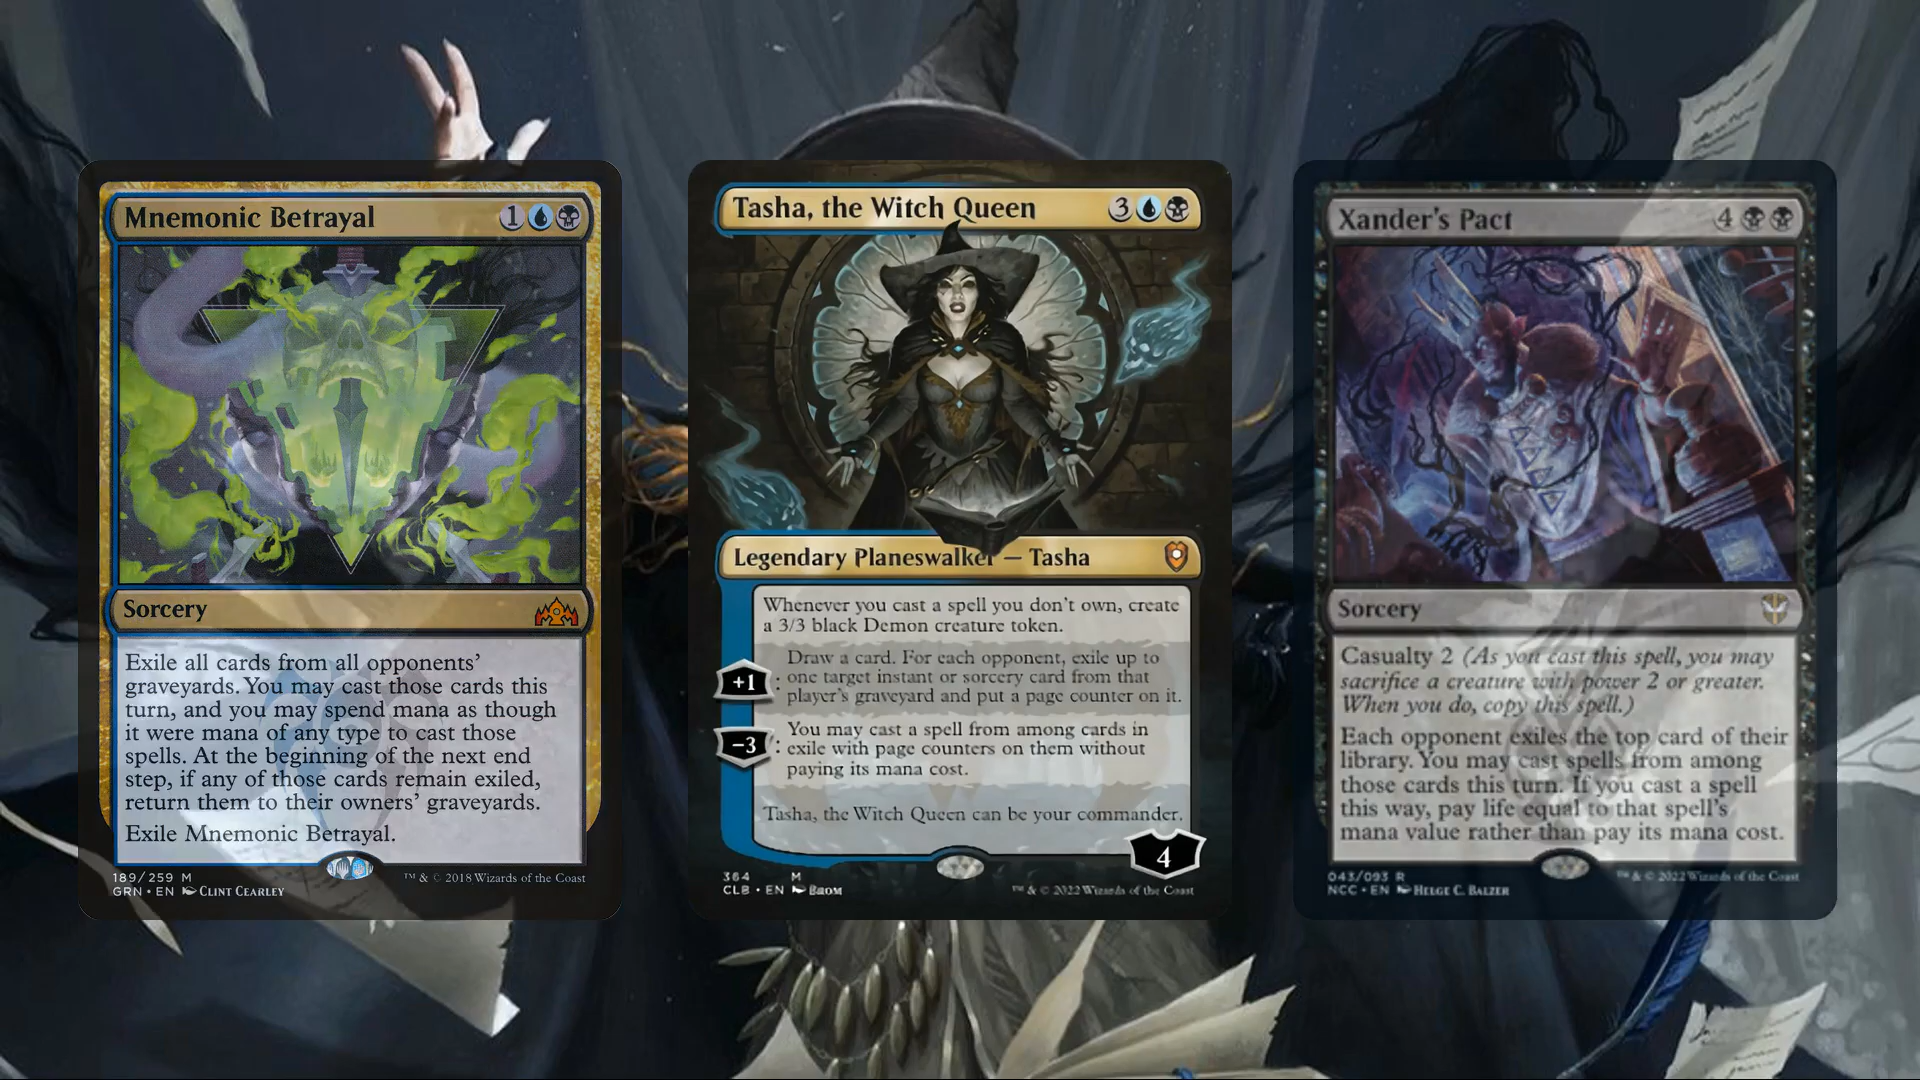 Mnemonic Betrayal
1
Sorcery
Exile all cards from all opponents'
graveyards. You may cast those cards this
turn, and you may spend mana as though
it were mana of any type to cast those
spells. At the beginning of the next end
step, if any of those cards remain exiled,
return them to their owners' graveyards.
Exile Mnemonic Betrayal.
189/259 M
GRN • EN CLINT CEARLEY
™ & © 2018 Wizards of the Coast
Tasha, the Witch Queen
3
Legendary Planeswalker — Tasha
Whenever you cast a spell you don't own, create
a 3/3 black Demon creature token.
Draw a card. For each opponent, exile up to
+1 : one target instant or sorcery card from that
player's graveyard and put a page counter on it.
You may cast a spell from among cards in
−3 : exile with page counters on them without
paying its mana cost.
Tasha, the Witch Queen can be your commander.
4
364 M
CLB • EN BROM
™ & © 2022 Wizards of the Coast
Xander's Pact
4
Sorcery
Casualty 2 (As you cast this spell, you may
sacrifice a creature with power 2 or greater.
When you do, copy this spell.)
Each opponent exiles the top card of their
library. You may cast spells from among
those cards this turn. If you cast a spell
this way, pay life equal to that spell's
mana value rather than pay its mana cost.
043/093 R
NCC • EN HELGE C. BALZER
™ & © 2022 Wizards of the Coast